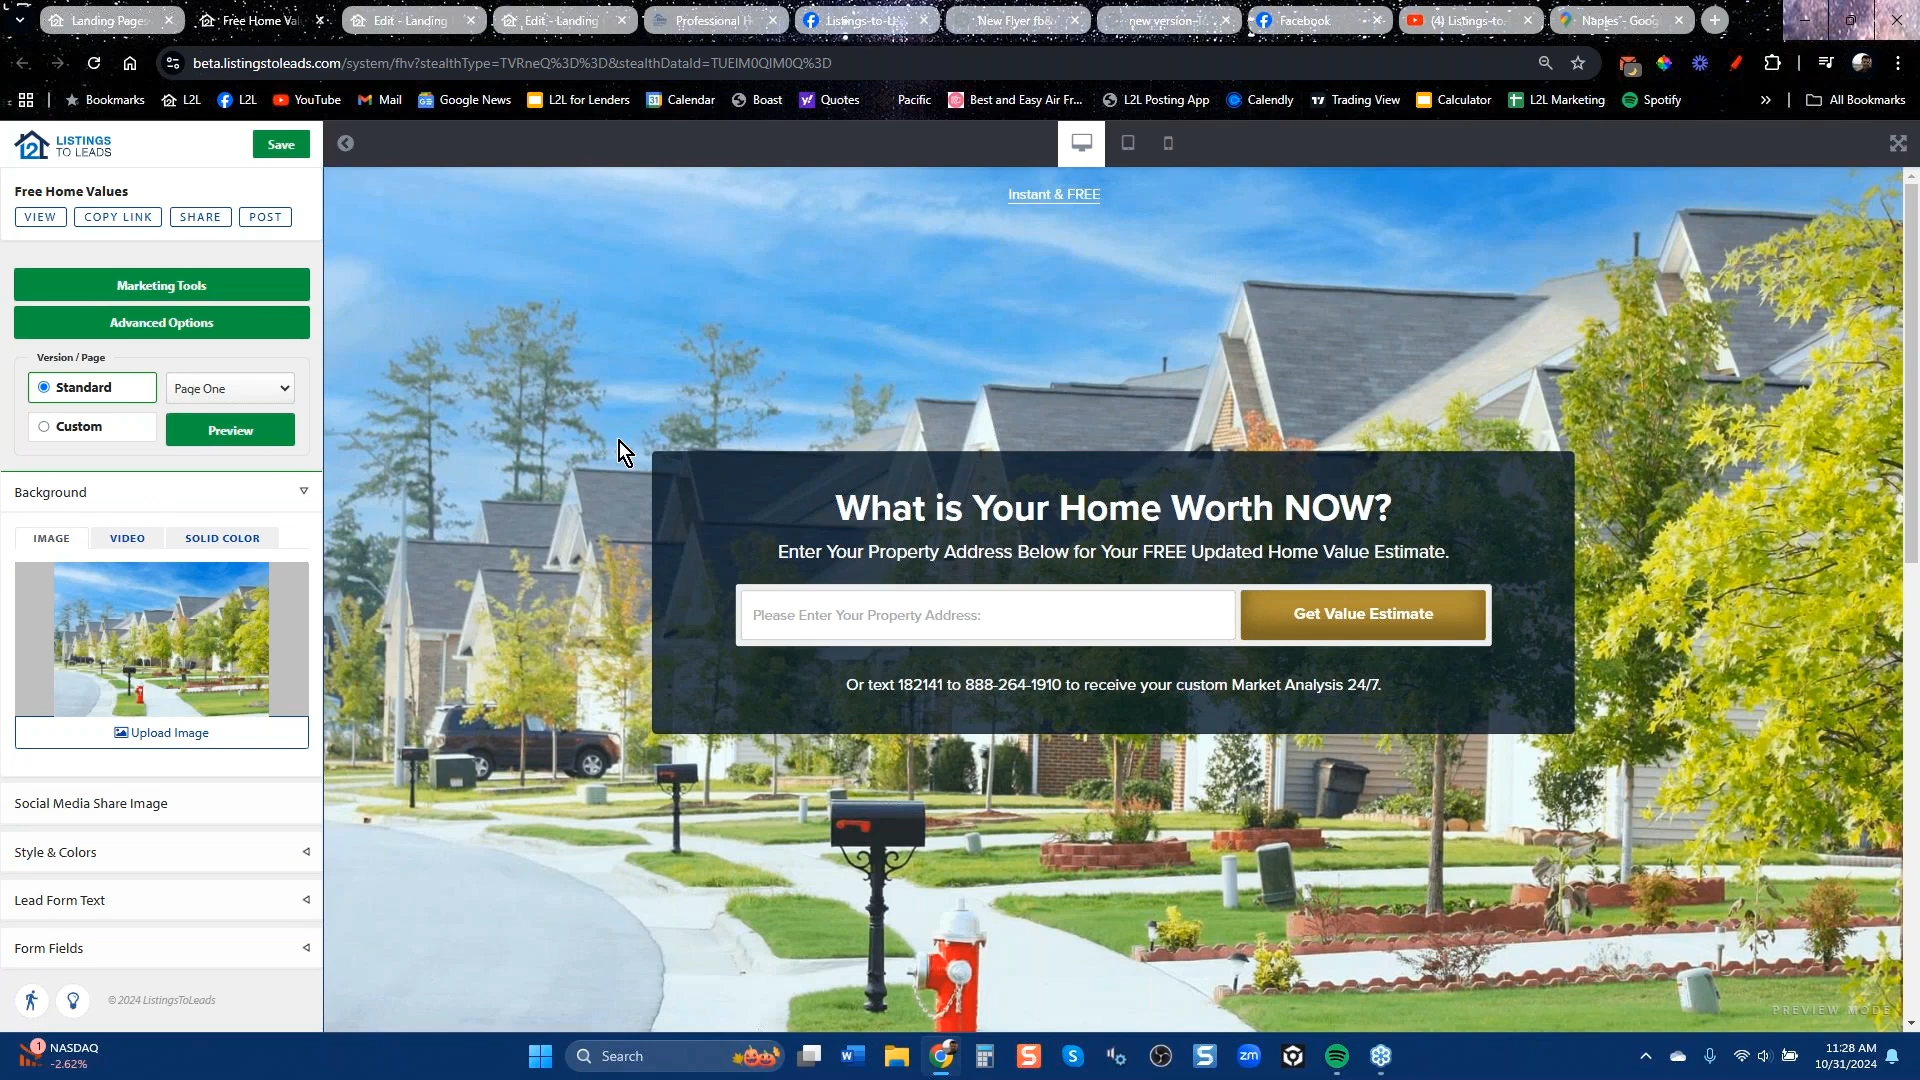 Landing Pages
Free Home Val
Edit - Landing
Edit - Landing
Professional H
Listings-to-Le
New Flyer fb&
new version-
Facebook
(4) Listings-to
Naples - Goog
beta.listingstoleads.com/system/fhv?stealthType=TVRneQ%3D%3D&stealthDataId=TUElM0QlM0Q%3D
Bookmarks
L2L
L2L
YouTube
Mail
Google News
L2L for Lenders
Calendar
Boast
Quotes
Pacific
Best and Easy Air Fr...
L2L Posting App
Calendly
Trading View
Calculator
L2L Marketing
Spotify
All Bookmarks
LISTINGS
TO LEADS
Save
Free Home Values
VIEW
COPY LINK
SHARE
POST
Marketing Tools
Advanced Options
Version / Page
Standard
Page One
Custom
Preview
Background
IMAGE
VIDEO
SOLID COLOR
Upload Image
Social Media Share Image
Style & Colors
Lead Form Text
Form Fields
© 2024 ListingsToLeads
Instant & FREE
What is Your Home Worth NOW?
Enter Your Property Address Below for Your FREE Updated Home Value Estimate.
Please Enter Your Property Address:
Get Value Estimate
Or text 182141 to 888-264-1910 to receive your custom Market Analysis 24/7.
PREVIEW MODE
1
NASDAQ
-2.62%
Search
zm
11:28 AM
10/31/2024